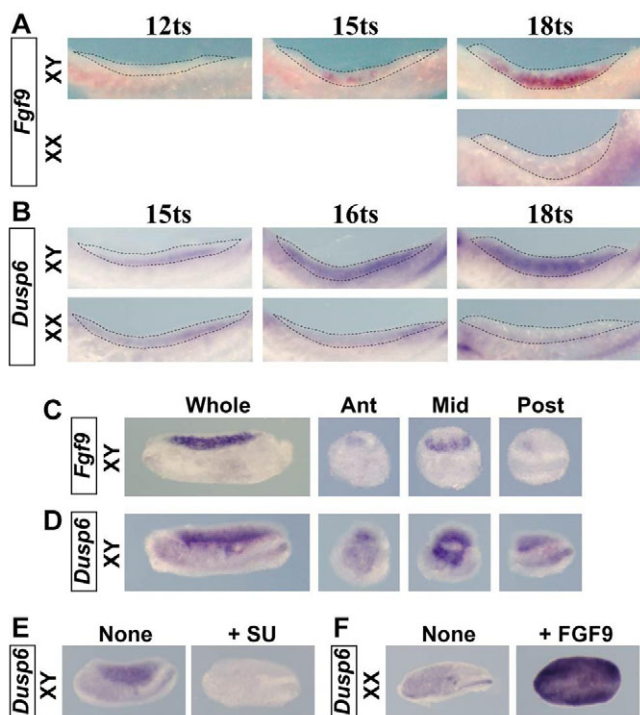 A 12ts 15ts 18ts
Fgf9 XY
XX
B 15ts 16ts 18ts
Dusp6 XY
XX
C Whole Ant Mid Post
Fgf9 XY
D
Dusp6 XY
E None + SU
Dusp6 XY
F None + FGF9
Dusp6 XX